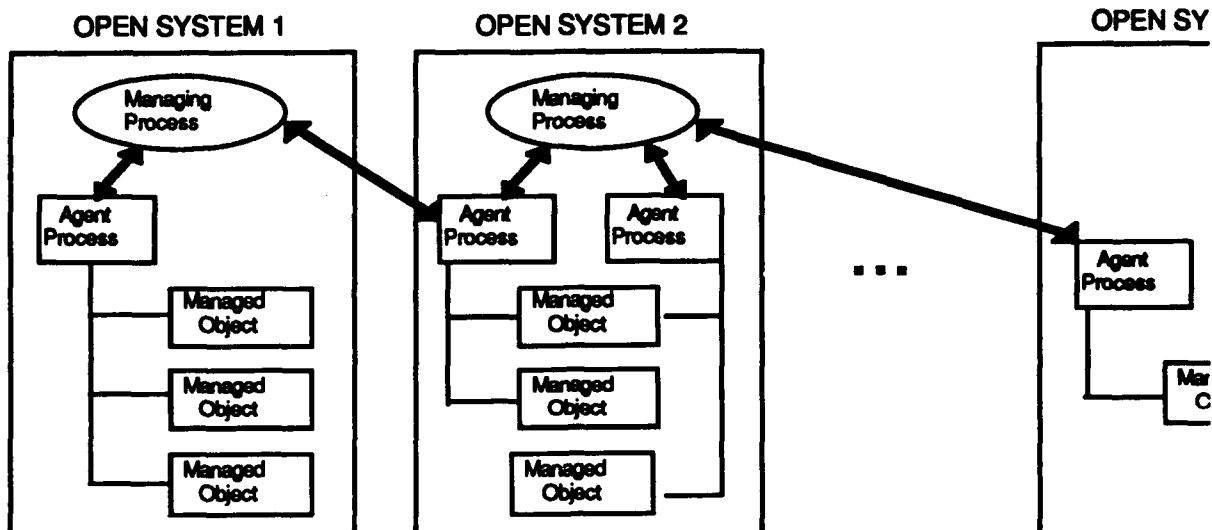 OPEN SYSTEM 1
OPEN SYSTEM 2
OPEN SY
Managing
Process
Managing
Process
Agent
Process
Agent
Process
Agent
Process
...
Agent
Process
Managed
Object
Managed
Object
Managed
Object
Managed
Object
Managed
Object
Managed
Object